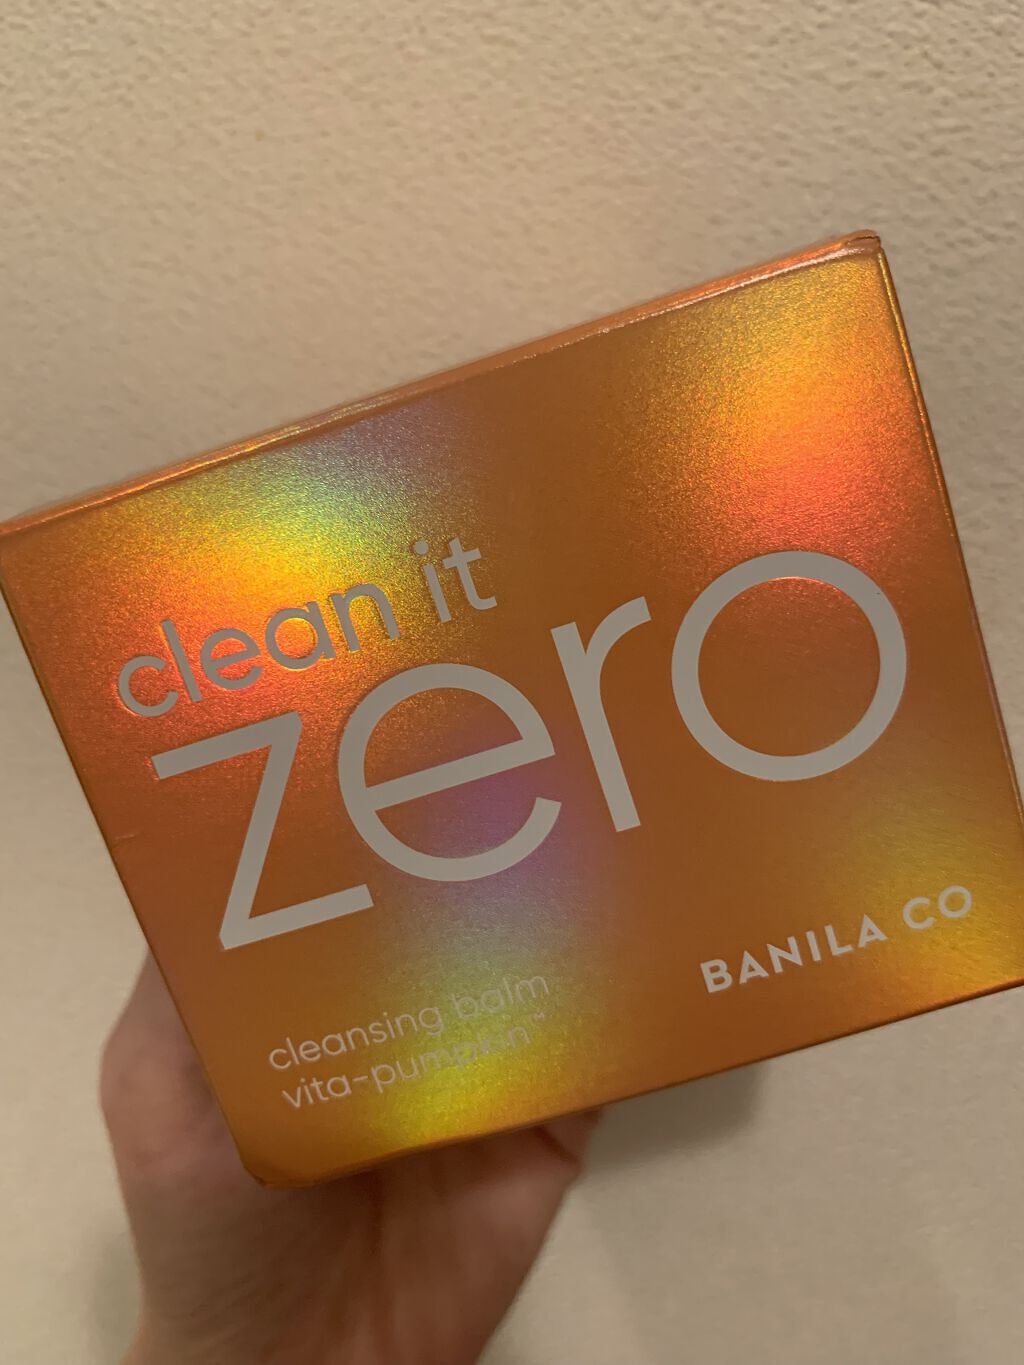 clean it
zero
BANILA CO
cleansing balm
vita-pumpkin™